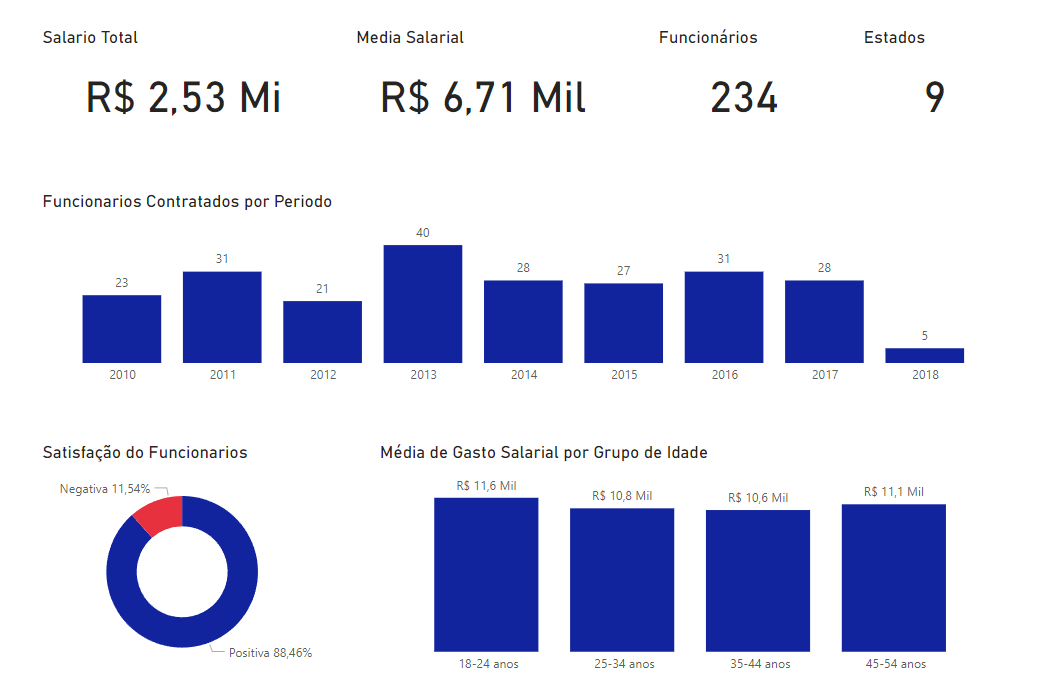 Salario Total
Media Salarial
Funcionários
Estados
R$ 2,53 Mi
R$ 6,71 Mil
234
9
Funcionarios Contratados por Periodo
23
31
21
40
28
27
31
28
5
2010
2011
2012
2013
2014
2015
2016
2017
2018
Satisfação do Funcionarios
Negativa 11,54%
Positiva 88,46%
Média de Gasto Salarial por Grupo de Idade
R$ 11,6 Mil
R$ 10,8 Mil
R$ 10,6 Mil
R$ 11,1 Mil
18-24 anos
25-34 anos
35-44 anos
45-54 anos